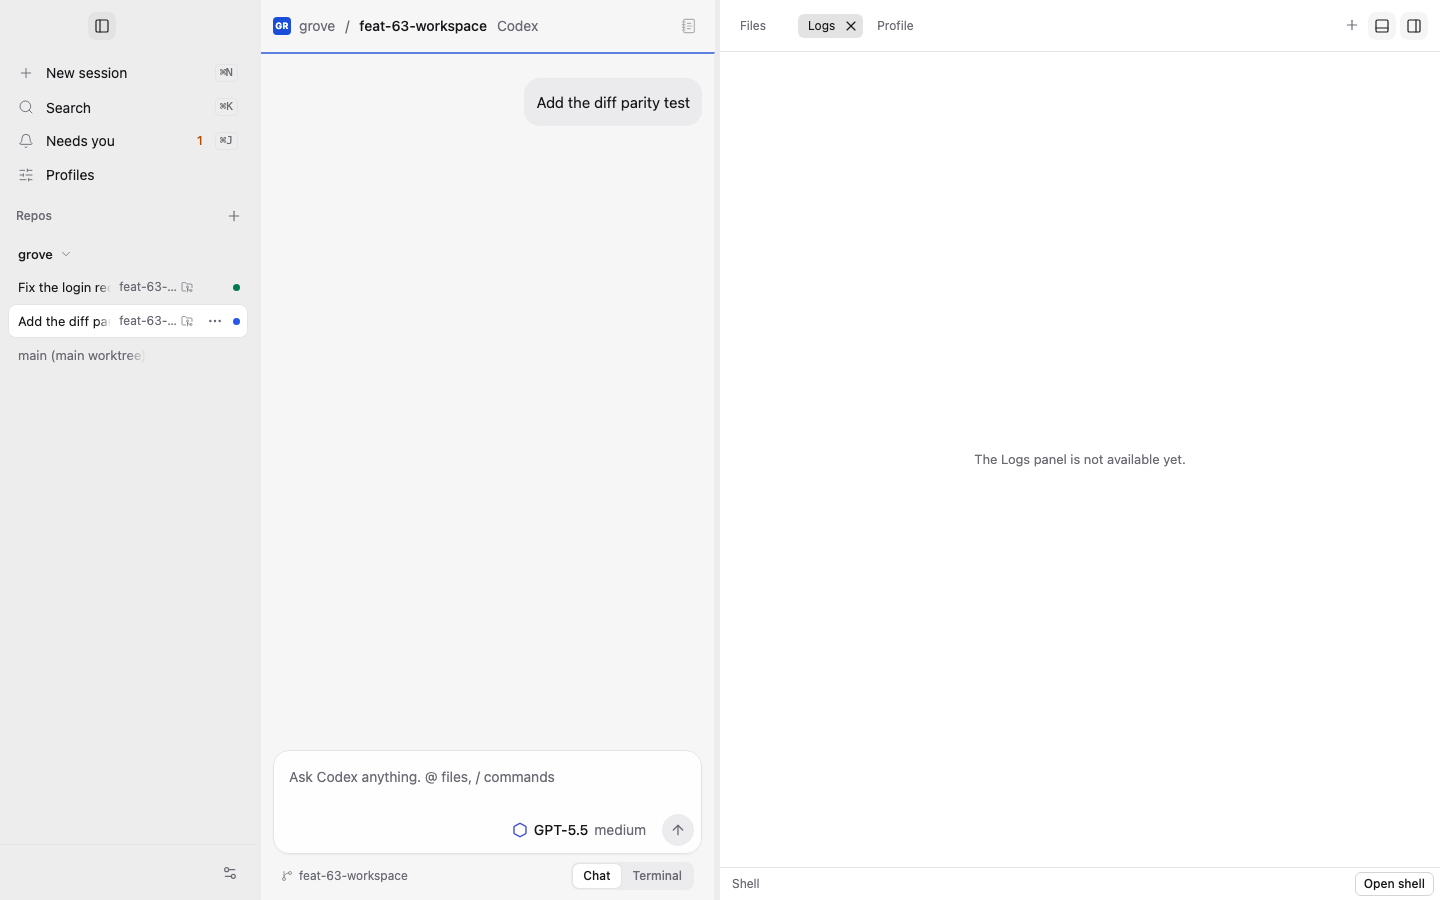 New session ⌘N
Search ⌘K
Needs you 1 ⌘J
Profiles
Repos
grove
Fix the login feat-63-...
Add the diff feat-63-... ...
main (main worktree)
GR grove / feat-63-workspace Codex
Add the diff parity test
Ask Codex anything. @ files, / commands
GPT-5.5 medium
feat-63-workspace Chat Terminal
Files Logs Profile
The Logs panel is not available yet.
Shell Open shell